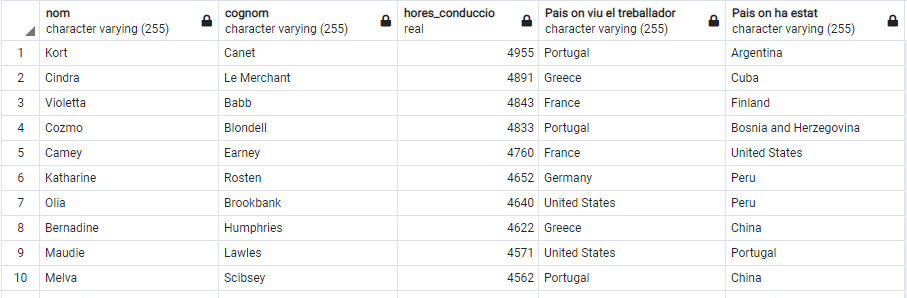 nom cognom hores_conduccio Pais on viu el treballador Pais on ha estat
character varying (255) character varying (255) real character varying (255) character varying (255)
1 Kort Canet 4955 Portugal Argentina
2 Cindra Le Merchant 4891 Greece Cuba
3 Violetta Babb 4843 France Finland
4 Cozmo Blondell 4833 Portugal Bosnia and Herzegovina
5 Camey Earney 4760 France United States
6 Katharine Rosten 4652 Germany Peru
7 Olia Brookbank 4640 United States Peru
8 Bernadine Humphries 4622 Greece China
9 Maudie Lawles 4571 United States Portugal
10 Melva Scibsey 4562 Portugal China